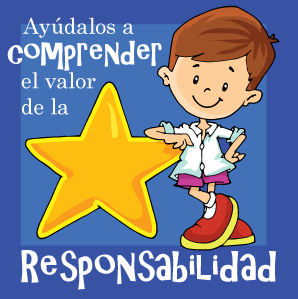 Ayúdalos a
comprender
el valor
de la
Responsabilidad